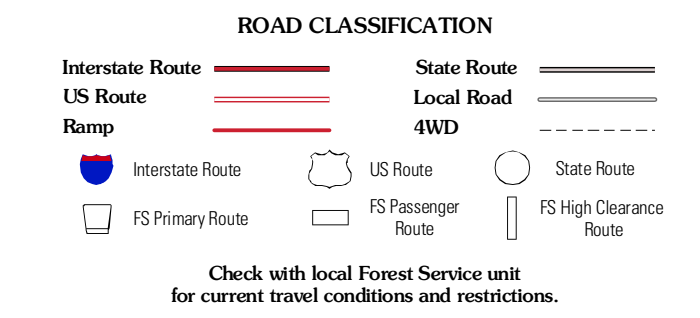 ROAD CLASSIFICATION
Interstate Route
State Route
US Route
Local Road
Ramp
4WD
Interstate Route
US Route
State Route
FS Primary Route
FS Passenger
Route
FS High Clearance
Route
Check with local Forest Service unit
for current travel conditions and restrictions.